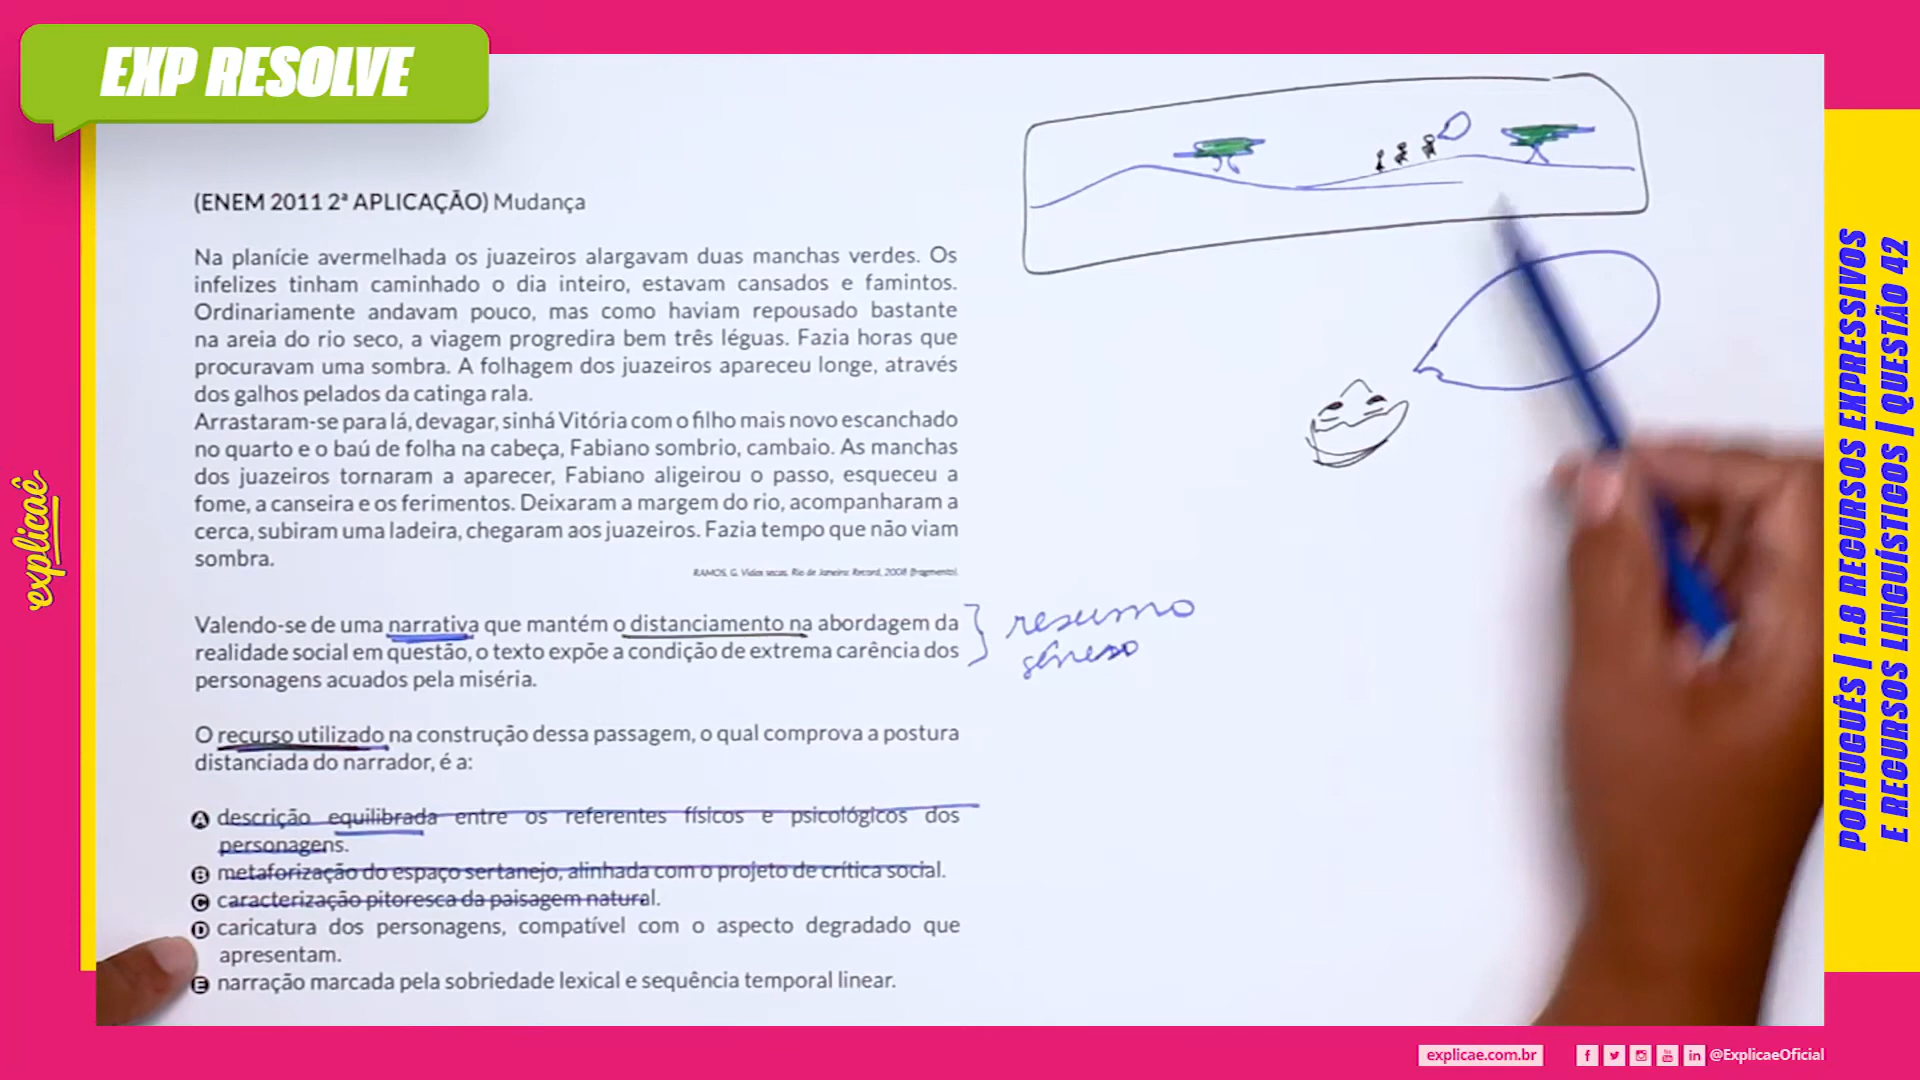 EXP RESOLVE
(ENEM 2011 2ª APLICAÇÃO) Mudança
Na planície avermelhada os juazeiros alargavam duas manchas verdes. Os
infelizes tinham caminhado o dia inteiro, estavam cansados e famintos.
Ordinariamente andavam pouco, mas como haviam repousado bastante
na areia do rio seco, a viagem progredira bem três léguas. Fazia horas que
procuravam uma sombra. A folhagem dos juazeiros apareceu longe, através
dos galhos pelados da catinga rala.
Arrastaram-se para lá, devagar, sinhá Vitória com o filho mais novo escanchado
no quarto e o baú de folha na cabeça, Fabiano sombrio, cambaio. As manchas
dos juazeiros tornaram a aparecer, Fabiano aligeirou o passo, esqueceu a
fome, a canseira e os ferimentos. Deixaram a margem do rio, acompanharam a
cerca, subiram uma ladeira, chegaram aos juazeiros. Fazia tempo que não viam
sombra.
RAMOS, G. Vidas secas. Rio de Janeiro: Record, 2008 (fragmento).
Valendo-se de uma narrativa que mantém o distanciamento na abordagem da
realidade social em questão, o texto expõe a condição de extrema carência dos
personagens acuados pela miséria.
resumo
gênero
O recurso utilizado na construção dessa passagem, o qual comprova a postura
distanciada do narrador, é a:
A descrição equilibrada entre os referentes físicos e psicológicos dos
personagens.
B metaforização do espaço sertanejo, alinhada com o projeto de crítica social.
C caracterização pitoresca da paisagem natural.
D caricatura dos personagens, compatível com o aspecto degradado que
apresentam.
E narração marcada pela sobriedade lexical e sequência temporal linear.
explicaê
PORTUGUÊS | 1.8 RECURSOS EXPRESSIVOS
E RECURSOS LINGUÍSTICOS | QUESTÃO 42
explicae.com.br
@ExplicaeOficial